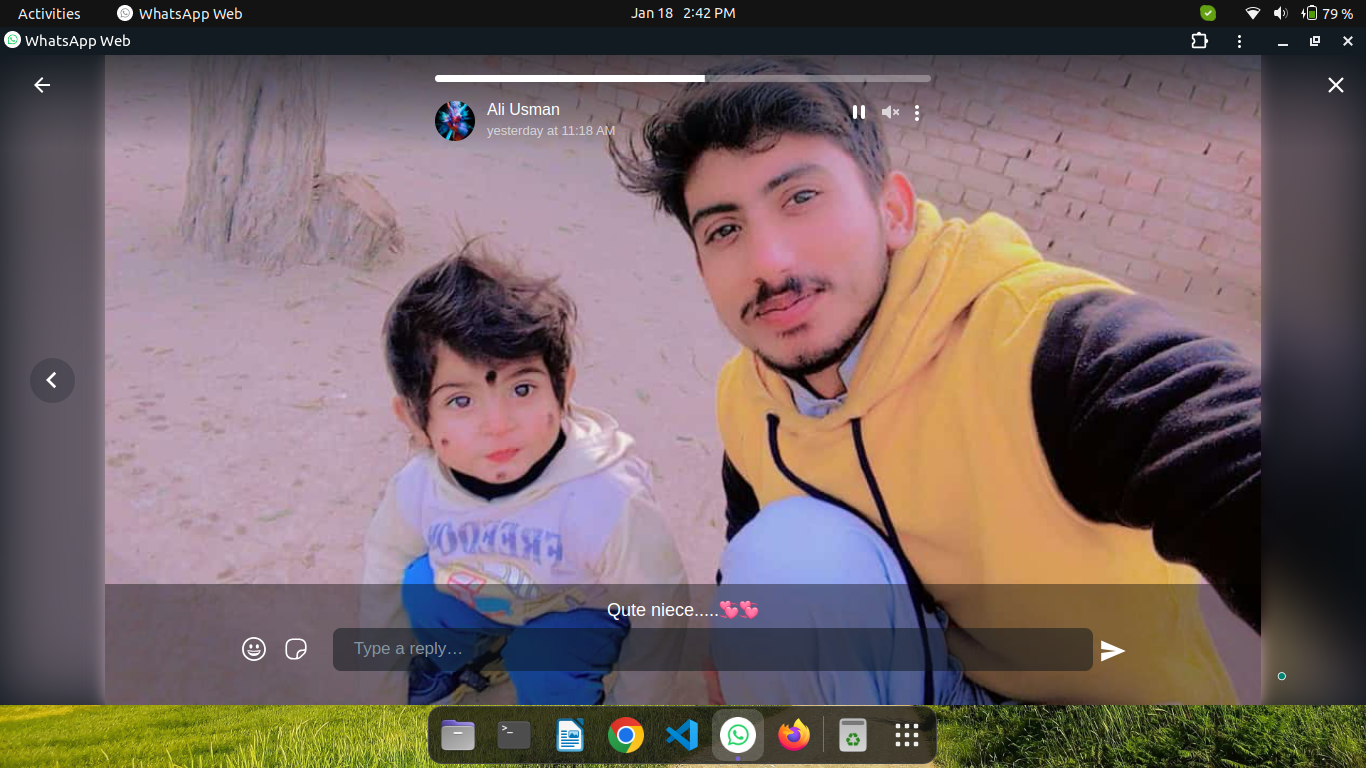 Activities
WhatsApp Web
Jan 18 2:42 PM
79 %
WhatsApp Web
Ali Usman
yesterday at 11:18 AM
FREEDOM
Qute niece.....💕💕
Type a reply…
>_